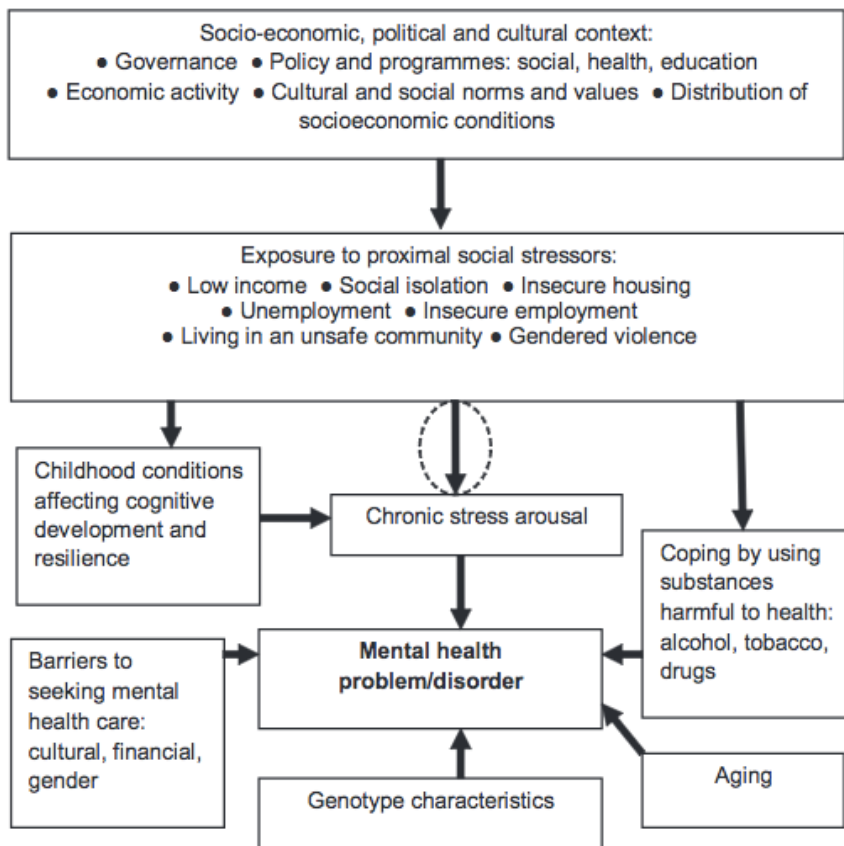 Socio-economic, political and cultural context:
● Governance ● Policy and programmes: social, health, education
● Economic activity ● Cultural and social norms and values ● Distribution of
socioeconomic conditions
Exposure to proximal social stressors:
● Low income ● Social isolation ● Insecure housing
● Unemployment ● Insecure employment
● Living in an unsafe community ● Gendered violence
Childhood conditions
affecting cognitive
development and
resilience
Chronic stress arousal
Coping by using
substances
harmful to health:
alcohol, tobacco,
drugs
Barriers to
seeking mental
health care:
cultural, financial,
gender
Mental health
problem/disorder
Genotype characteristics
Aging